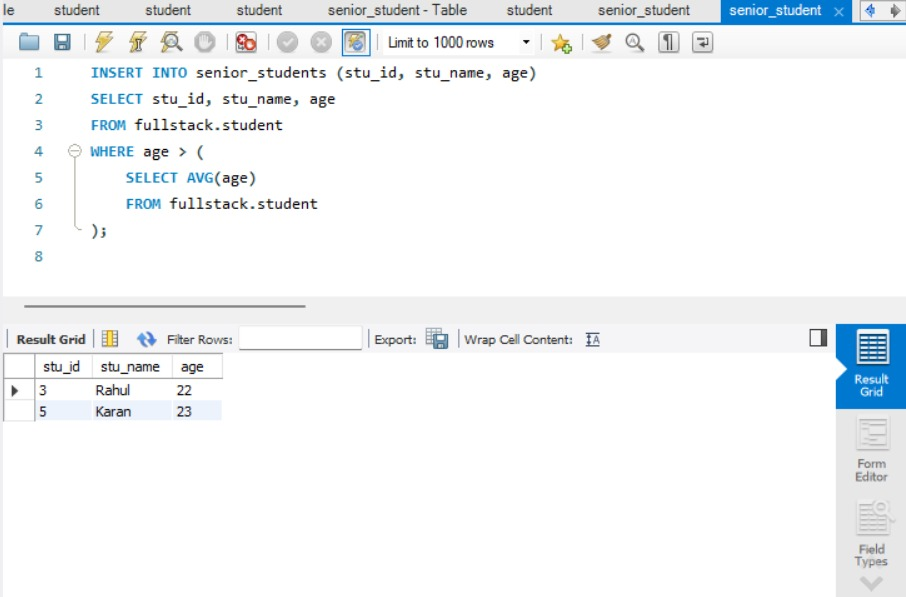 le student student student senior_student - Table student senior_student senior_student
Limit to 1000 rows
1 INSERT INTO senior_students (stu_id, stu_name, age)
2 SELECT stu_id, stu_name, age
3 FROM fullstack.student
4 WHERE age > (
5 SELECT AVG(age)
6 FROM fullstack.student
7 );
8
Result Grid Filter Rows: Export: Wrap Cell Content: IA
stu_id stu_name age
3 Rahul 22
5 Karan 23
Result
Grid
Form
Editor
Field
Types